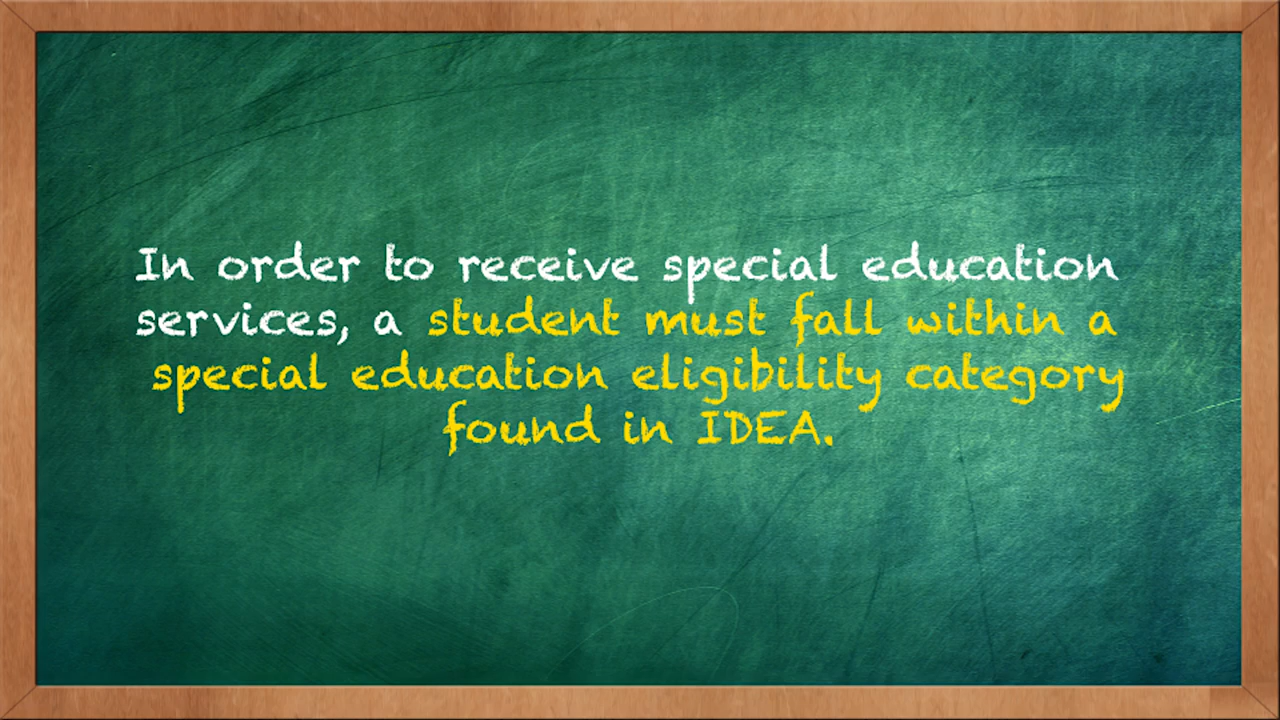 In order to receive special education
services, a student must fall within a
special education eligibility category
found in IDEA.